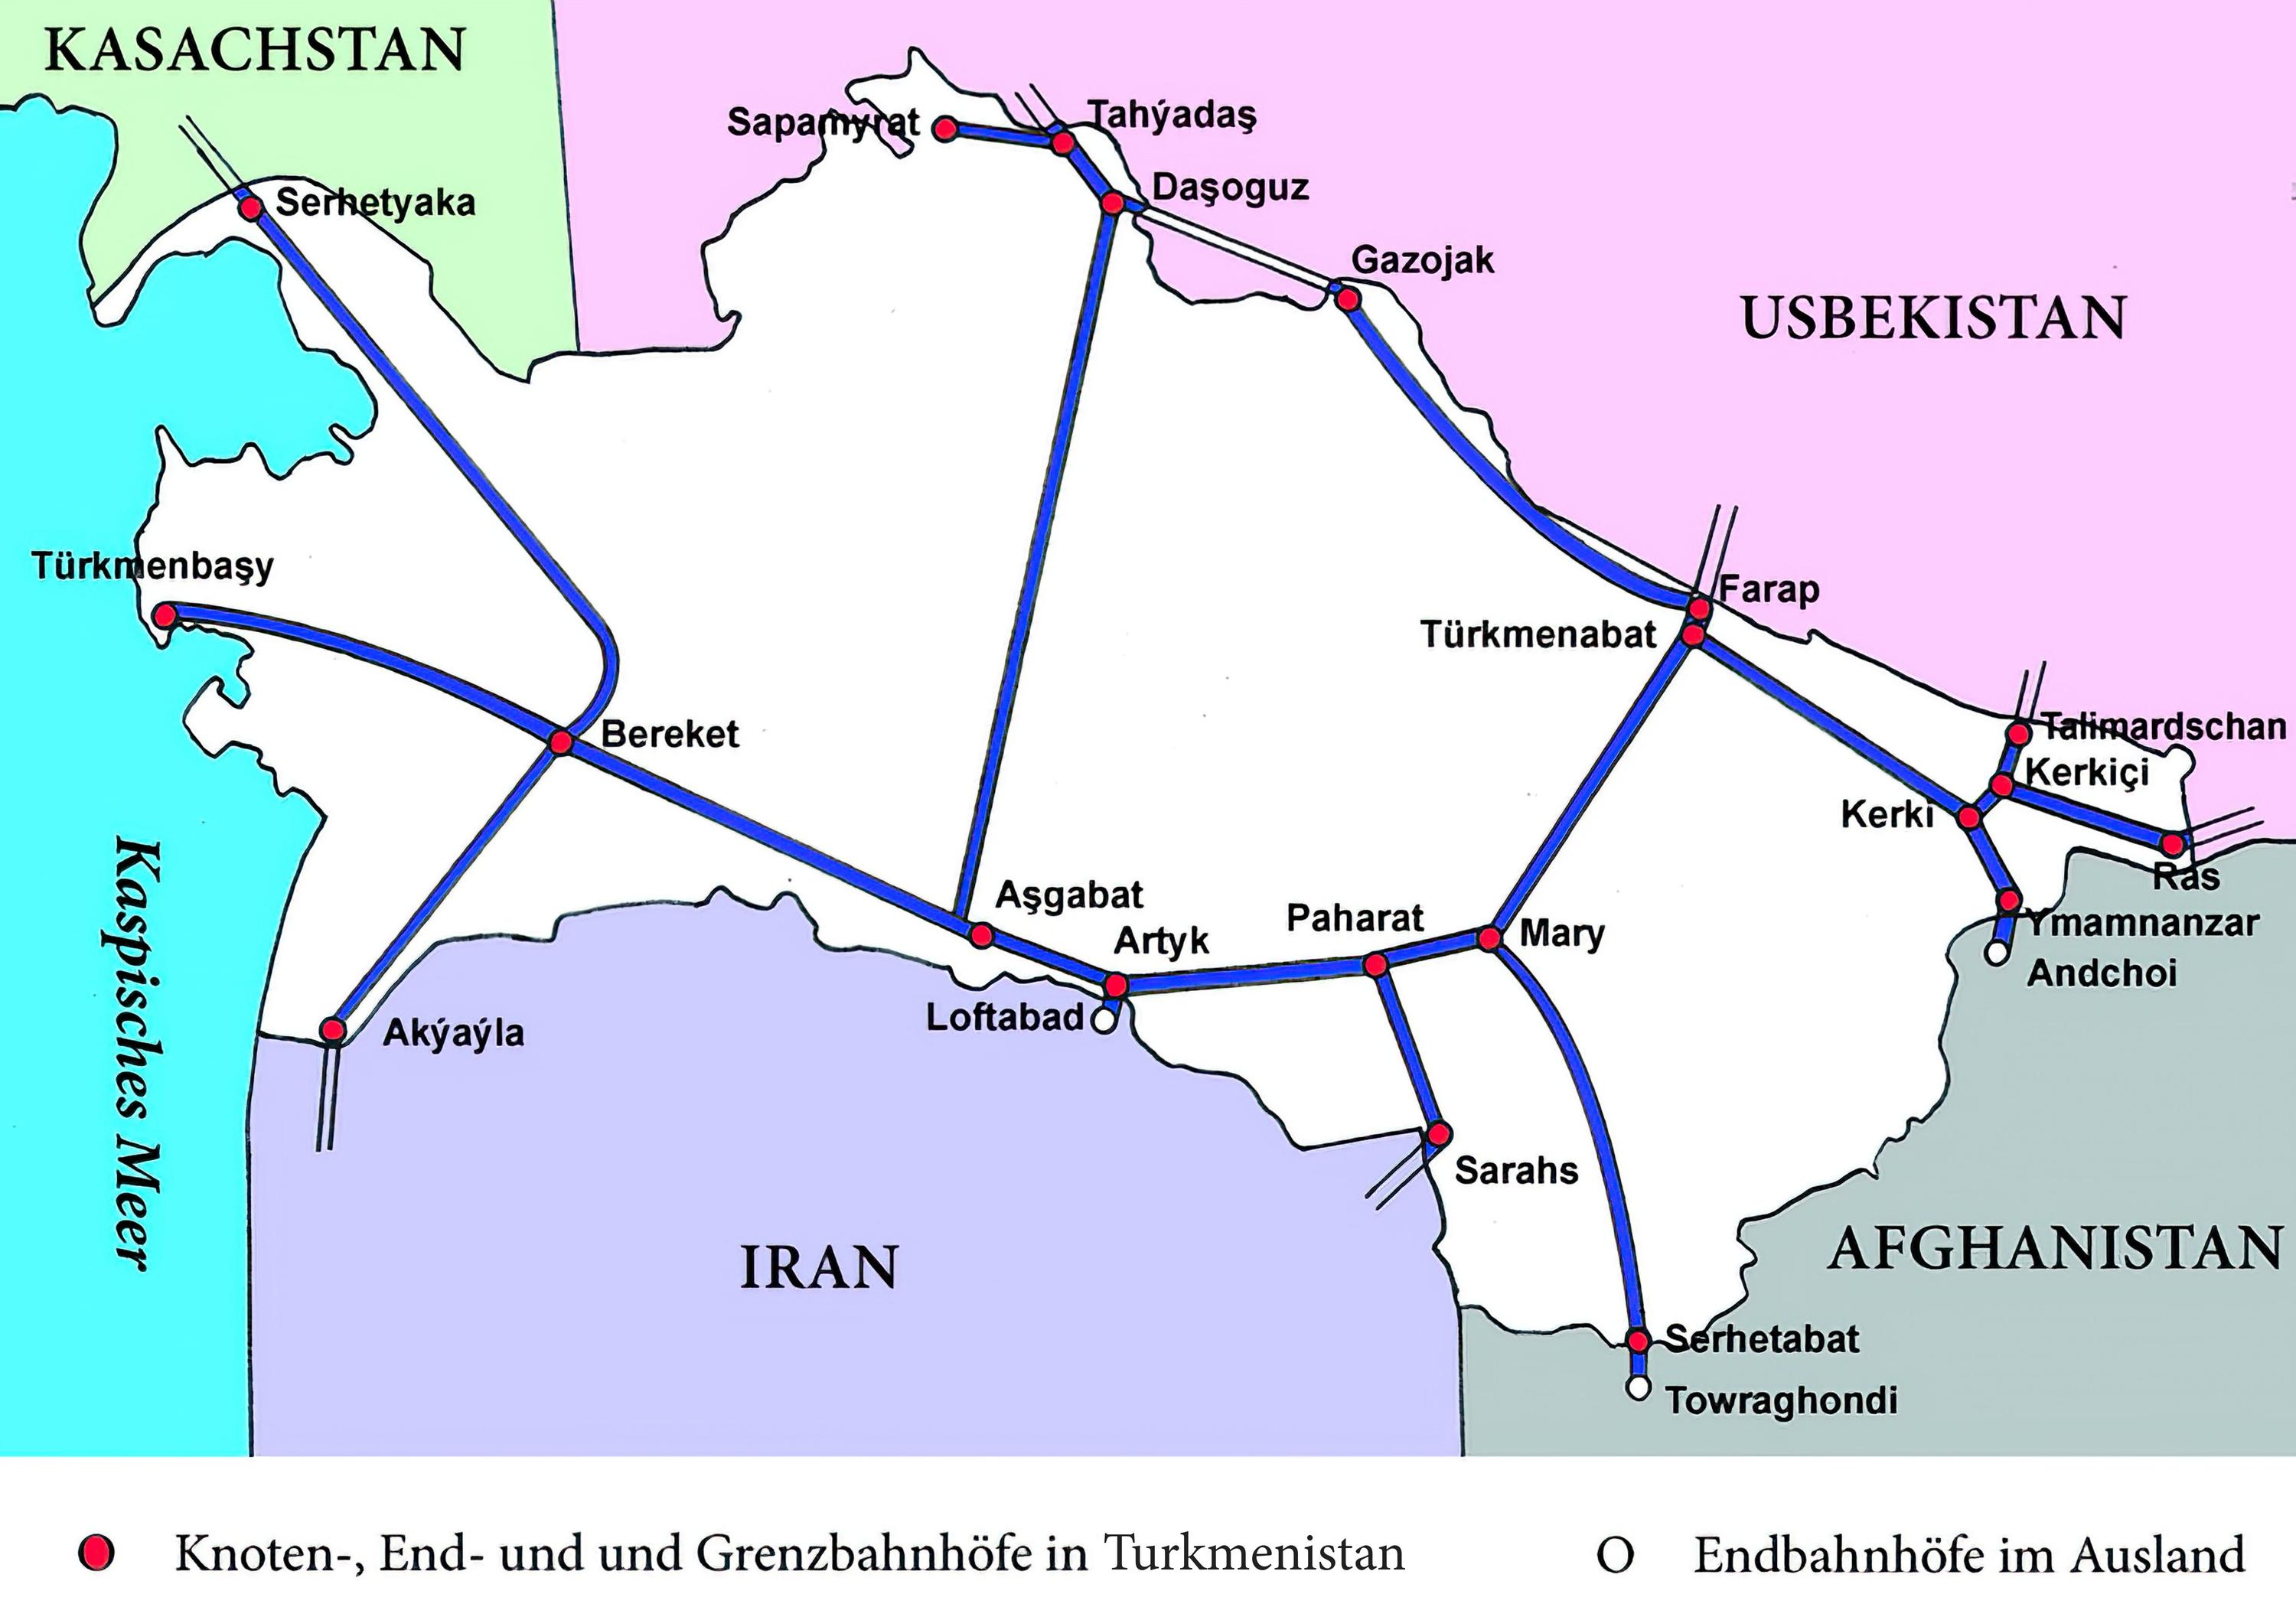 KASACHSTAN
Sapamyrat
Tahýadaş
Daşoguz
Serhetyaka
Gazojak
USBEKISTAN
Türkmenbaşy
Farap
Türkmenabat
Bereket
Talimardschan
Kerkiçi
Kerki
Ras
Aşgabat
Paharat
Mary
Artyk
Ymamnanzar
Andchoi
Loftabad
Akýaýla
Kaspisches Meer
Sarahs
IRAN
AFGHANISTAN
Serhetabat
Towraghondi
Knoten-, End- und und Grenzbahnhöfe in Turkmenistan
Endbahnhöfe im Ausland